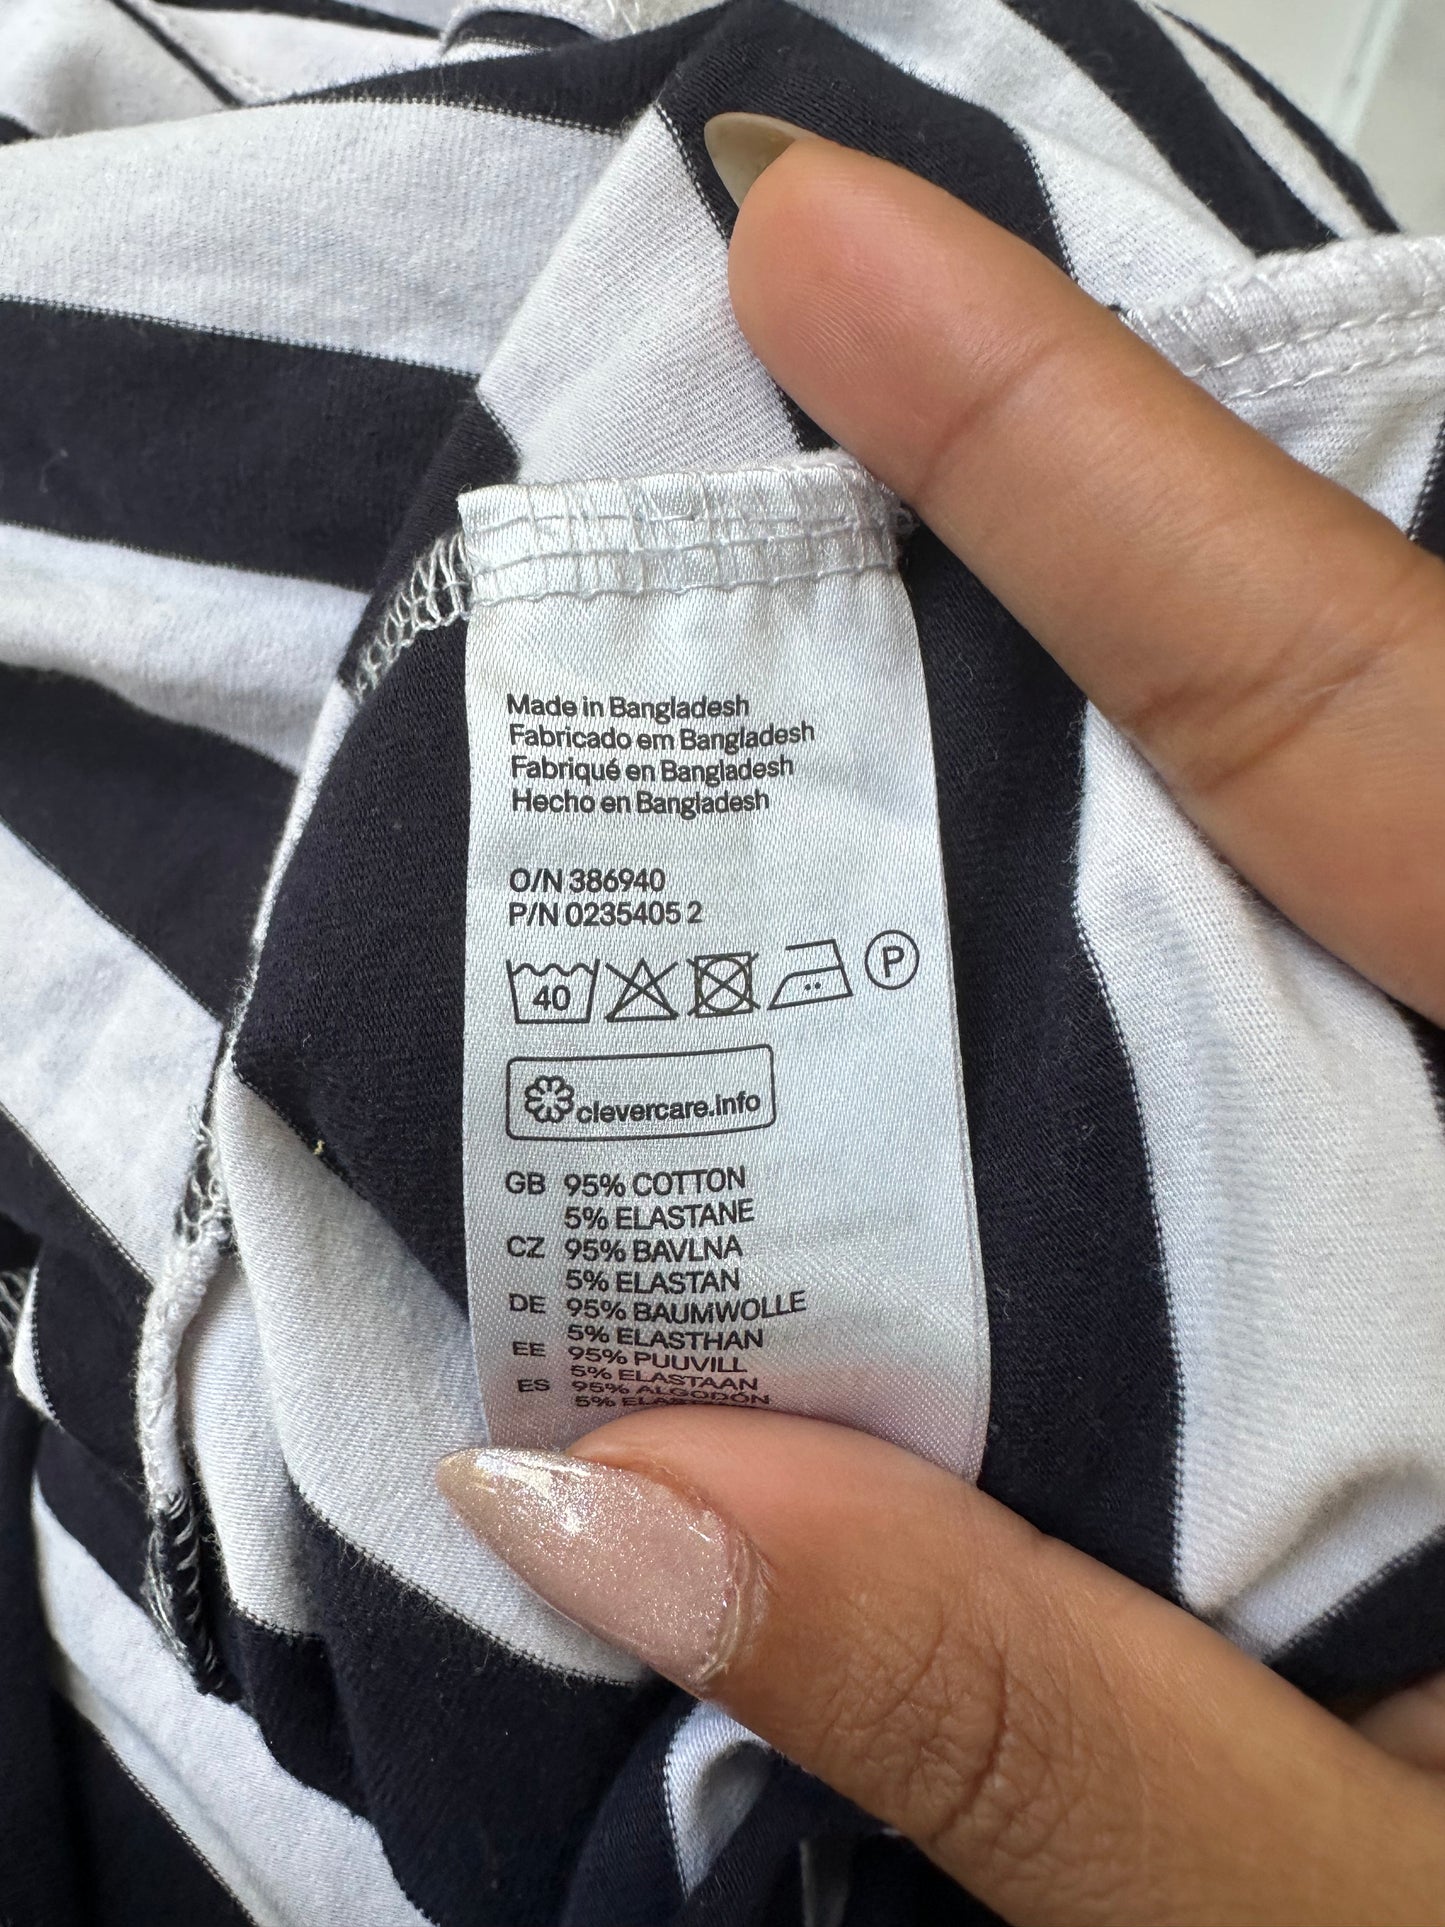 Made in Bangladesh
Fabricado em Bangladesh
Fabriqué en Bangladesh
Hecho en Bangladesh
O/N 386940
P/N 0235405 2
40 P
clevercare.info
GB 95% COTTON
5% ELASTANE
CZ 95% BAVLNA
5% ELASTAN
DE 95% BAUMWOLLE
5% ELASTHAN
EE 95% PUUVILL
5% ELASTAAN
ES 95% ALGODÓN
5%